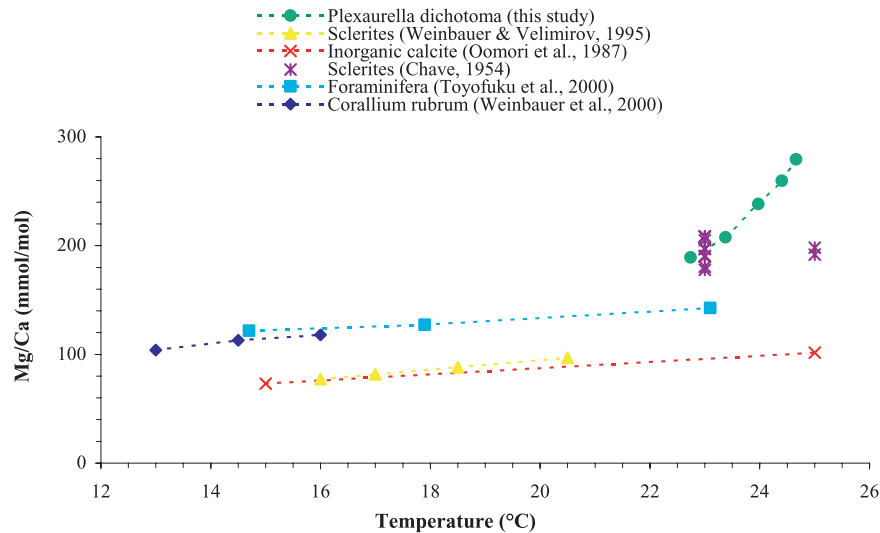 Plexaurella dichotoma (this study)
Sclerites (Weinbauer & Velimirov, 1995)
Inorganic calcite (Oomori et al., 1987)
Sclerites (Chave, 1954)
Foraminifera (Toyofuku et al., 2000)
Corallium rubrum (Weinbauer et al., 2000)
300
200
100
0
Mg/Ca (mmol/mol)
12 14 16 18 20 22 24 26
Temperature (°C)